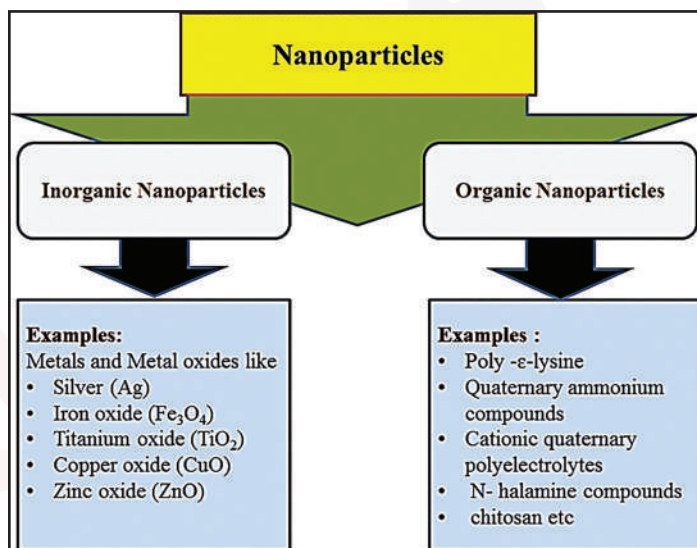 Nanoparticles
Inorganic Nanoparticles
Organic Nanoparticles
Examples:
Metals and Metal oxides like
• Silver (Ag)
• Iron oxide (Fe₃O₄)
• Titanium oxide (TiO₂)
• Copper oxide (CuO)
• Zinc oxide (ZnO)
Examples :
• Poly -ε-lysine
• Quaternary ammonium
compounds
• Cationic quaternary
polyelectrolytes
• N- halamine compounds
• chitosan etc